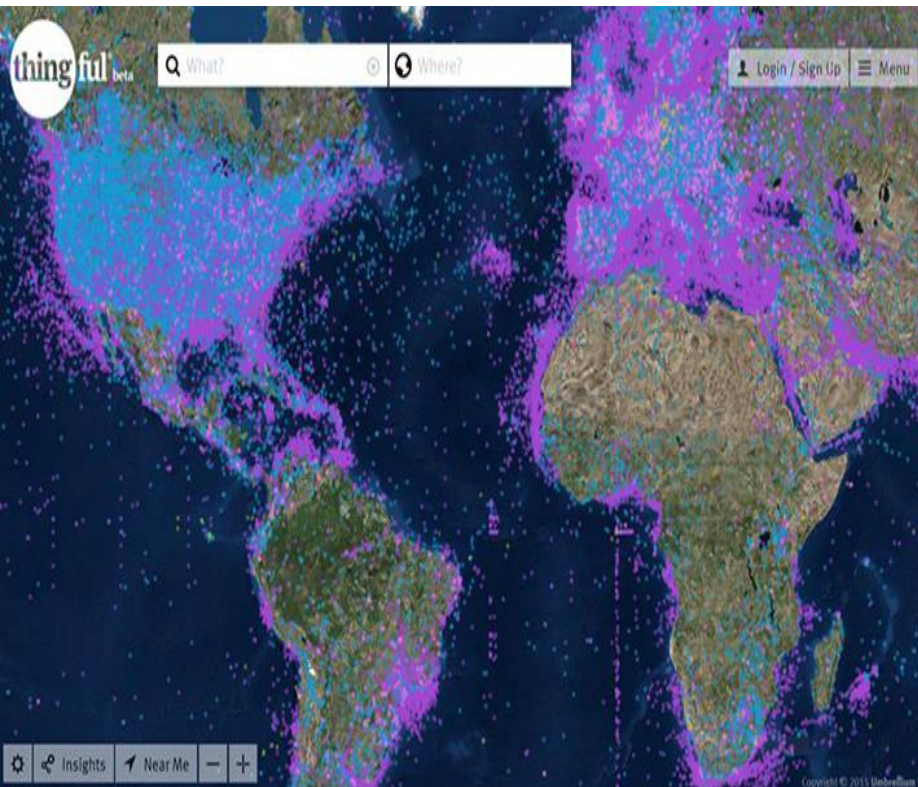 thingful beta
What?
Where?
Login / Sign Up
Menu
Insights
Near Me
Copyright © 2015 Umbrellium